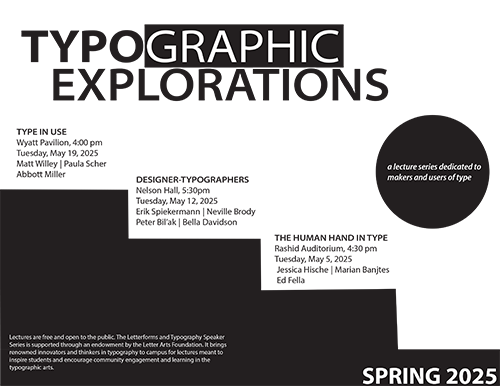 TYPOGRAPHIC
EXPLORATIONS
TYPE IN USE
Wyatt Pavilion, 4:00 pm
Tuesday, May 19, 2025
Matt Willey | Paula Scher
Abbott Miller
DESIGNER-TYPOGRAPHERS
Nelson Hall, 5:30pm
Tuesday, May 12, 2025
Erik Spiekermann | Neville Brody
Peter Bil'ak | Bella Davidson
THE HUMAN HAND IN TYPE
Rashid Auditorium, 4:30 pm
Tuesday, May 5, 2025
Jessica Hische | Marian Banjtes
Ed Fella
a lecture series dedicated to
makers and users of type
Lectures are free and open to the public. The Letterforms and Typography Speaker
Series is supported through an endowment by the Letter Arts Foundation. It brings
renowned innovators and thinkers in typography to campus for lectures meant to
inspire students and encourage community engagement and learning in the
typographic arts.
SPRING 2025